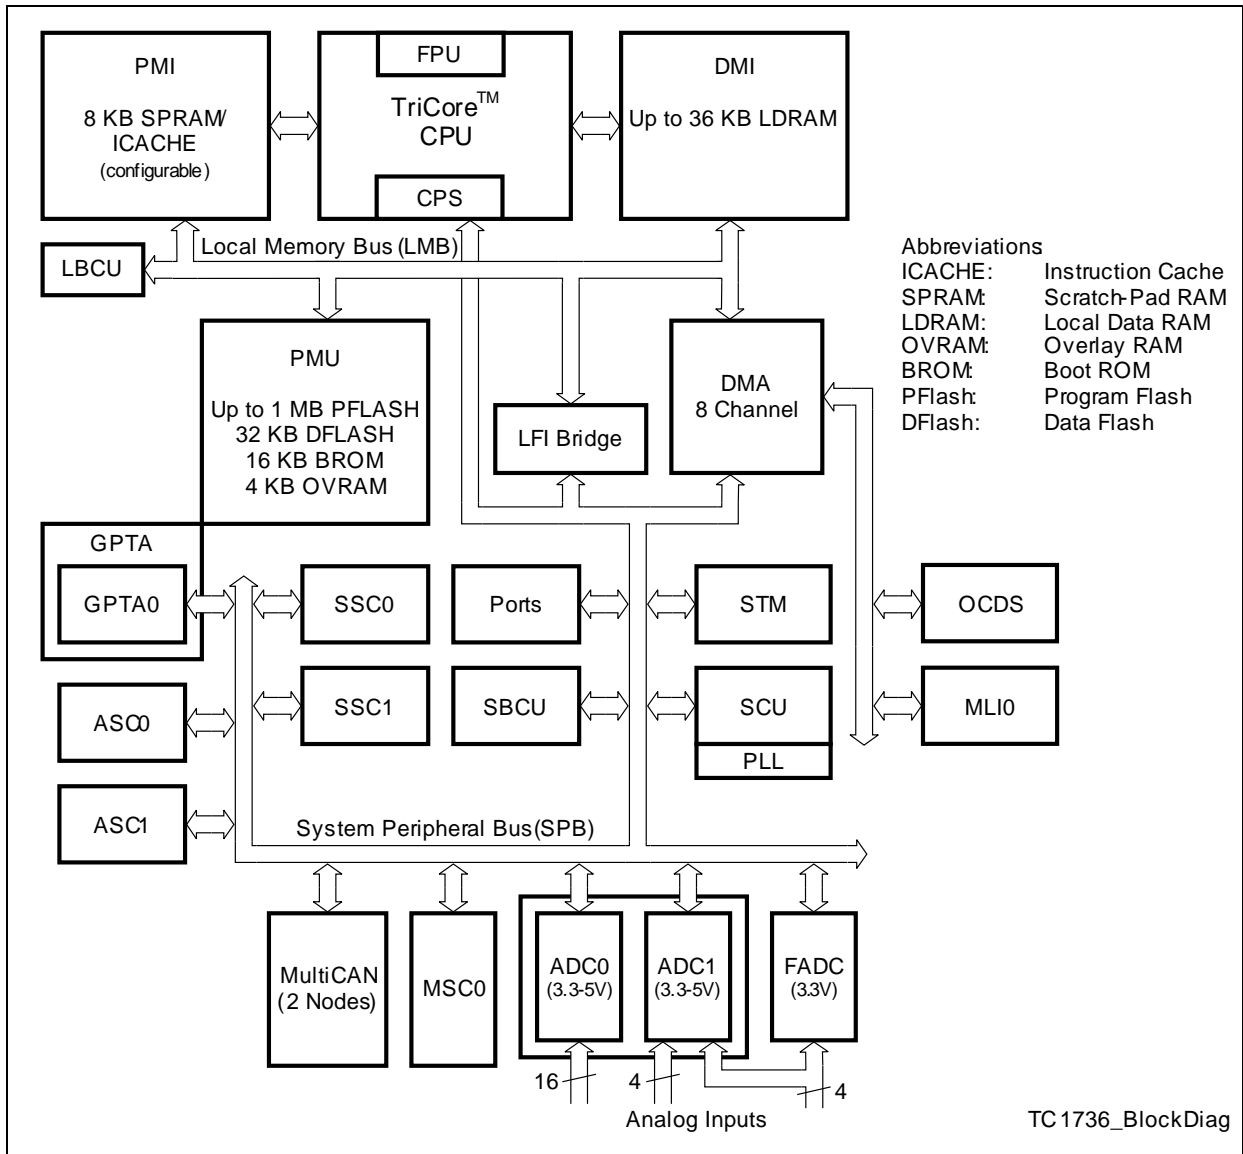 PMI
8 KB SPRAM/
ICACHE
(configurable)
FPU
TriCore™
CPU
CPS
DMI
Up to 36 KB LDRAM
Local Memory Bus (LMB)
LBCU
Abbreviations:
ICACHE: Instruction Cache
SPRAM: Scratch-Pad RAM
LDRAM: Local Data RAM
OVRAM: Overlay RAM
BROM: Boot ROM
PFlash: Program Flash
DFlash: Data Flash
PMU
Up to 1 MB PFLASH
32 KB DFLASH
16 KB BROM
4 KB OVRAM
LFI Bridge
DMA
8 Channel
GPTA
GPTA0
SSC0
Ports
STM
OCDS
ASC0
SSC1
SBCU
SCU
PLL
MLI0
ASC1
System Peripheral Bus (SPB)
MultiCAN
(2 Nodes)
MSC0
ADC0
(3.3-5V)
ADC1
(3.3-5V)
FADC
(3.3V)
16
4
4
Analog Inputs
TC1736_BlockDiag